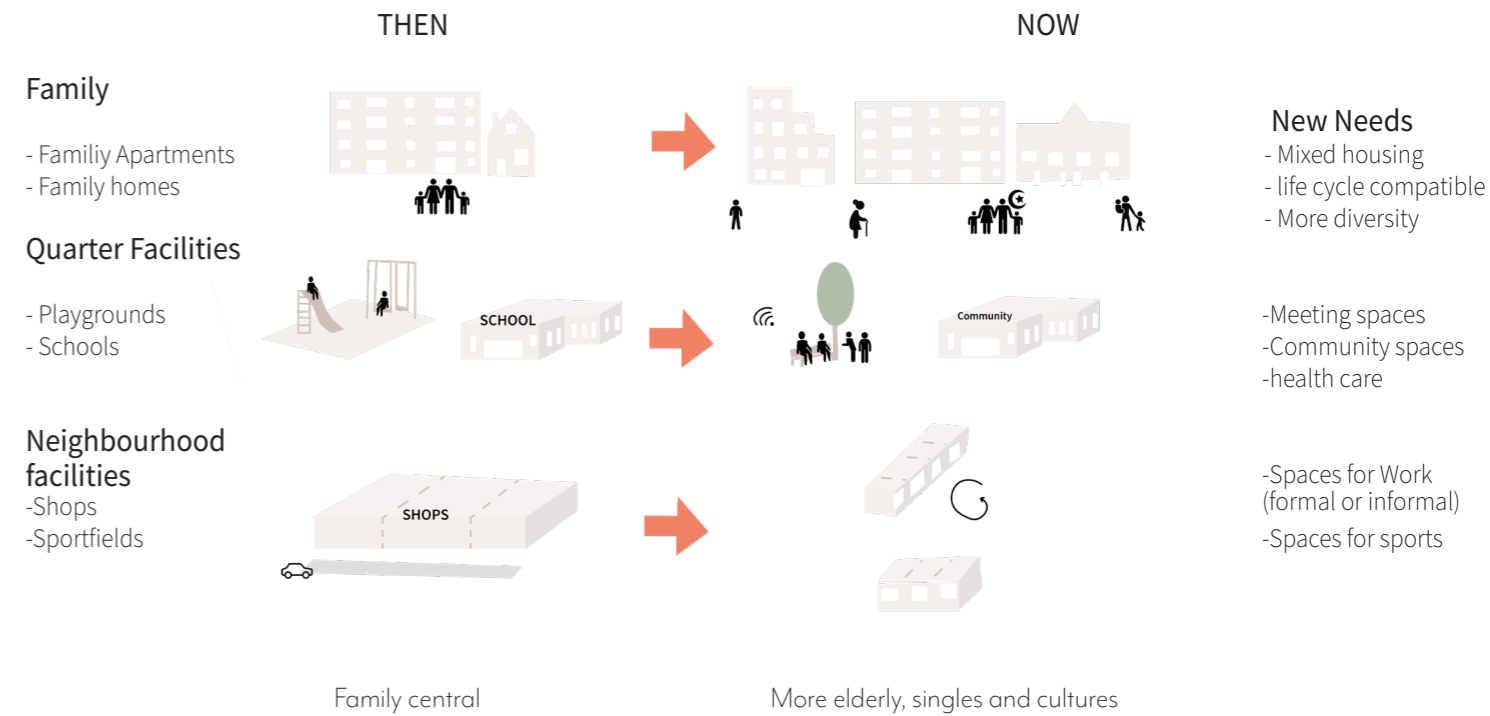 THEN
NOW
Family
- Familiy Apartments
- Family homes
New Needs
- Mixed housing
- life cycle compatible
- More diversity
Quarter Facilities
- Playgrounds
- Schools
SCHOOL
Community
-Meeting spaces
-Community spaces
-health care
Neighbourhood
facilities
-Shops
-Sportfields
SHOPS
-Spaces for Work
(formal or informal)
-Spaces for sports
Family central
More elderly, singles and cultures